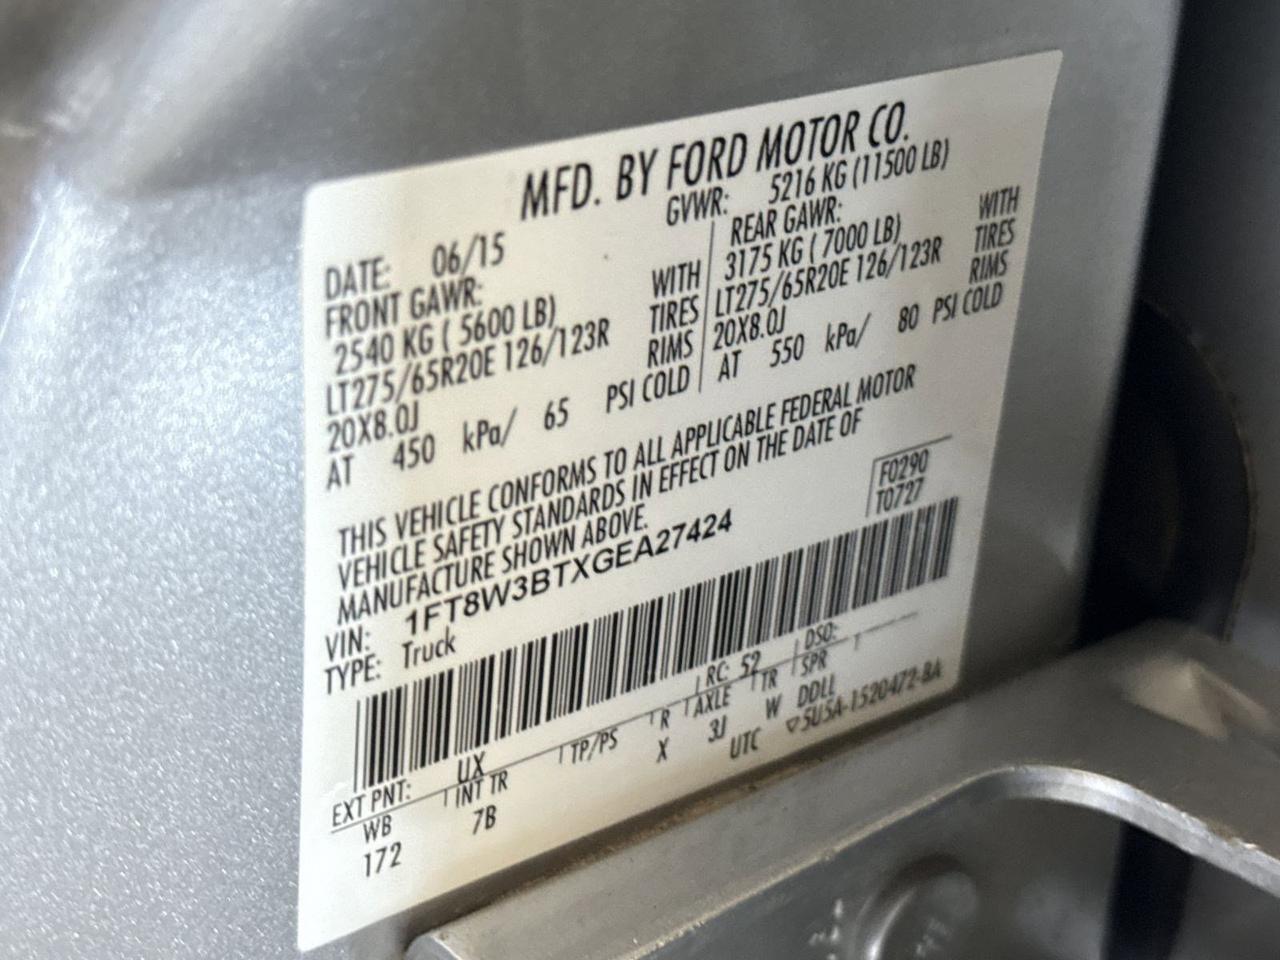 MFD. BY FORD MOTOR CO.
DATE: 06/15
GVWR: 5216 KG (11500 LB)
FRONT GAWR:
2540 KG ( 5600 LB) WITH
LT275/65R20E 126/123R TIRES
20X8.0J RIMS
AT 450 kPa/ 65 PSI COLD
REAR GAWR:
3175 KG ( 7000 LB) WITH
LT275/65R20E 126/123R TIRES
20X8.0J RIMS
AT 550 kPa/ 80 PSI COLD
THIS VEHICLE CONFORMS TO ALL APPLICABLE FEDERAL MOTOR
VEHICLE SAFETY STANDARDS IN EFFECT ON THE DATE OF
MANUFACTURE SHOWN ABOVE.
F0290
T0727
VIN: 1FT8W3BTXGEA27424
TYPE: Truck
EXT PNT: UX RC: 52 DSO:
WB INT TR TP/PS R AXLE TR SPR
172 7B X 3J W DDLL
UTC ▽5U5A-1520472-BA